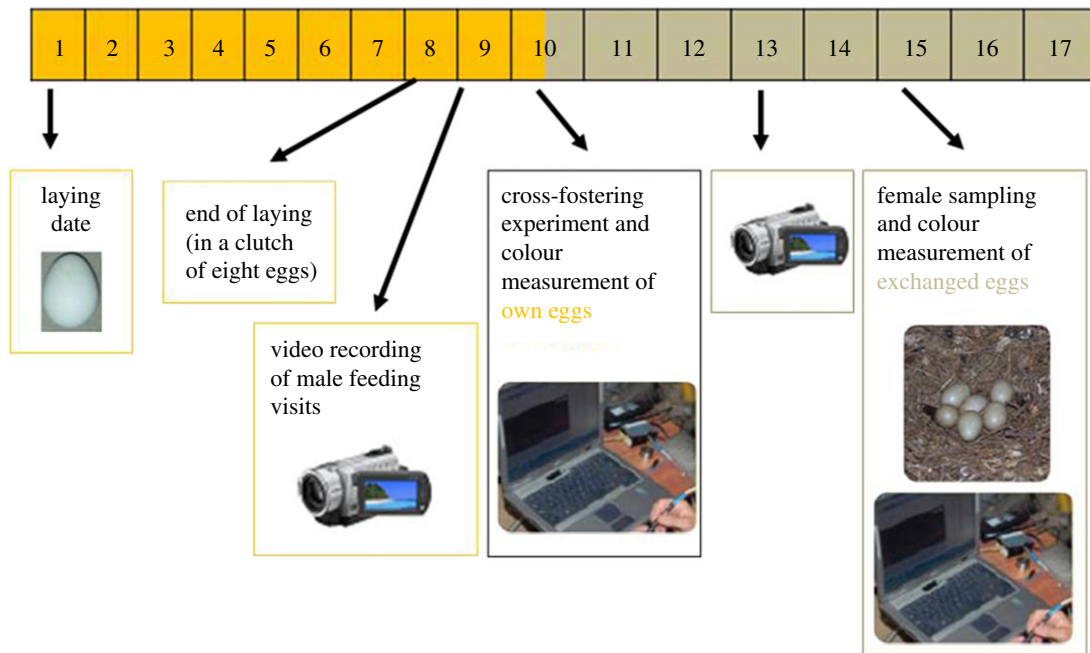 1 2 3 4 5 6 7 8 9 10 11 12 13 14 15 16 17
laying
date
end of laying
(in a clutch
of eight eggs)
video recording
of male feeding
visits
cross-fostering
experiment and
colour
measurement of
own eggs
female sampling
and colour
measurement of
exchanged eggs